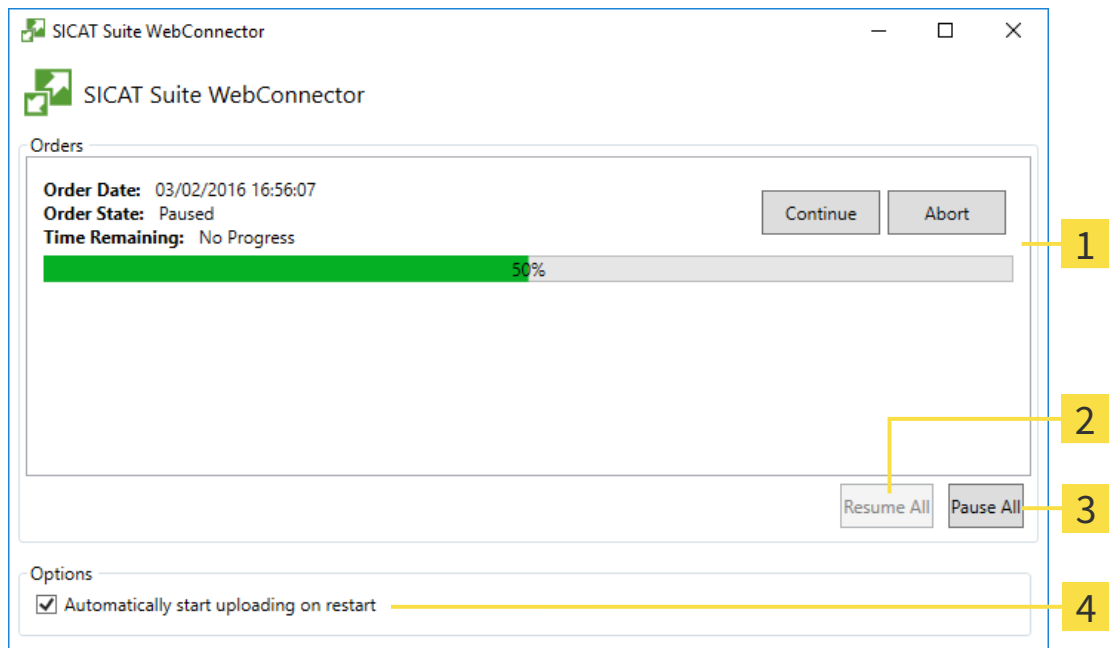 SICAT Suite WebConnector
SICAT Suite WebConnector
Orders
Order Date: 03/02/2016 16:56:07
Order State: Paused
Time Remaining: No Progress
Continue
Abort
1
50%
2
Resume All
Pause All
3
Options
Automatically start uploading on restart
4